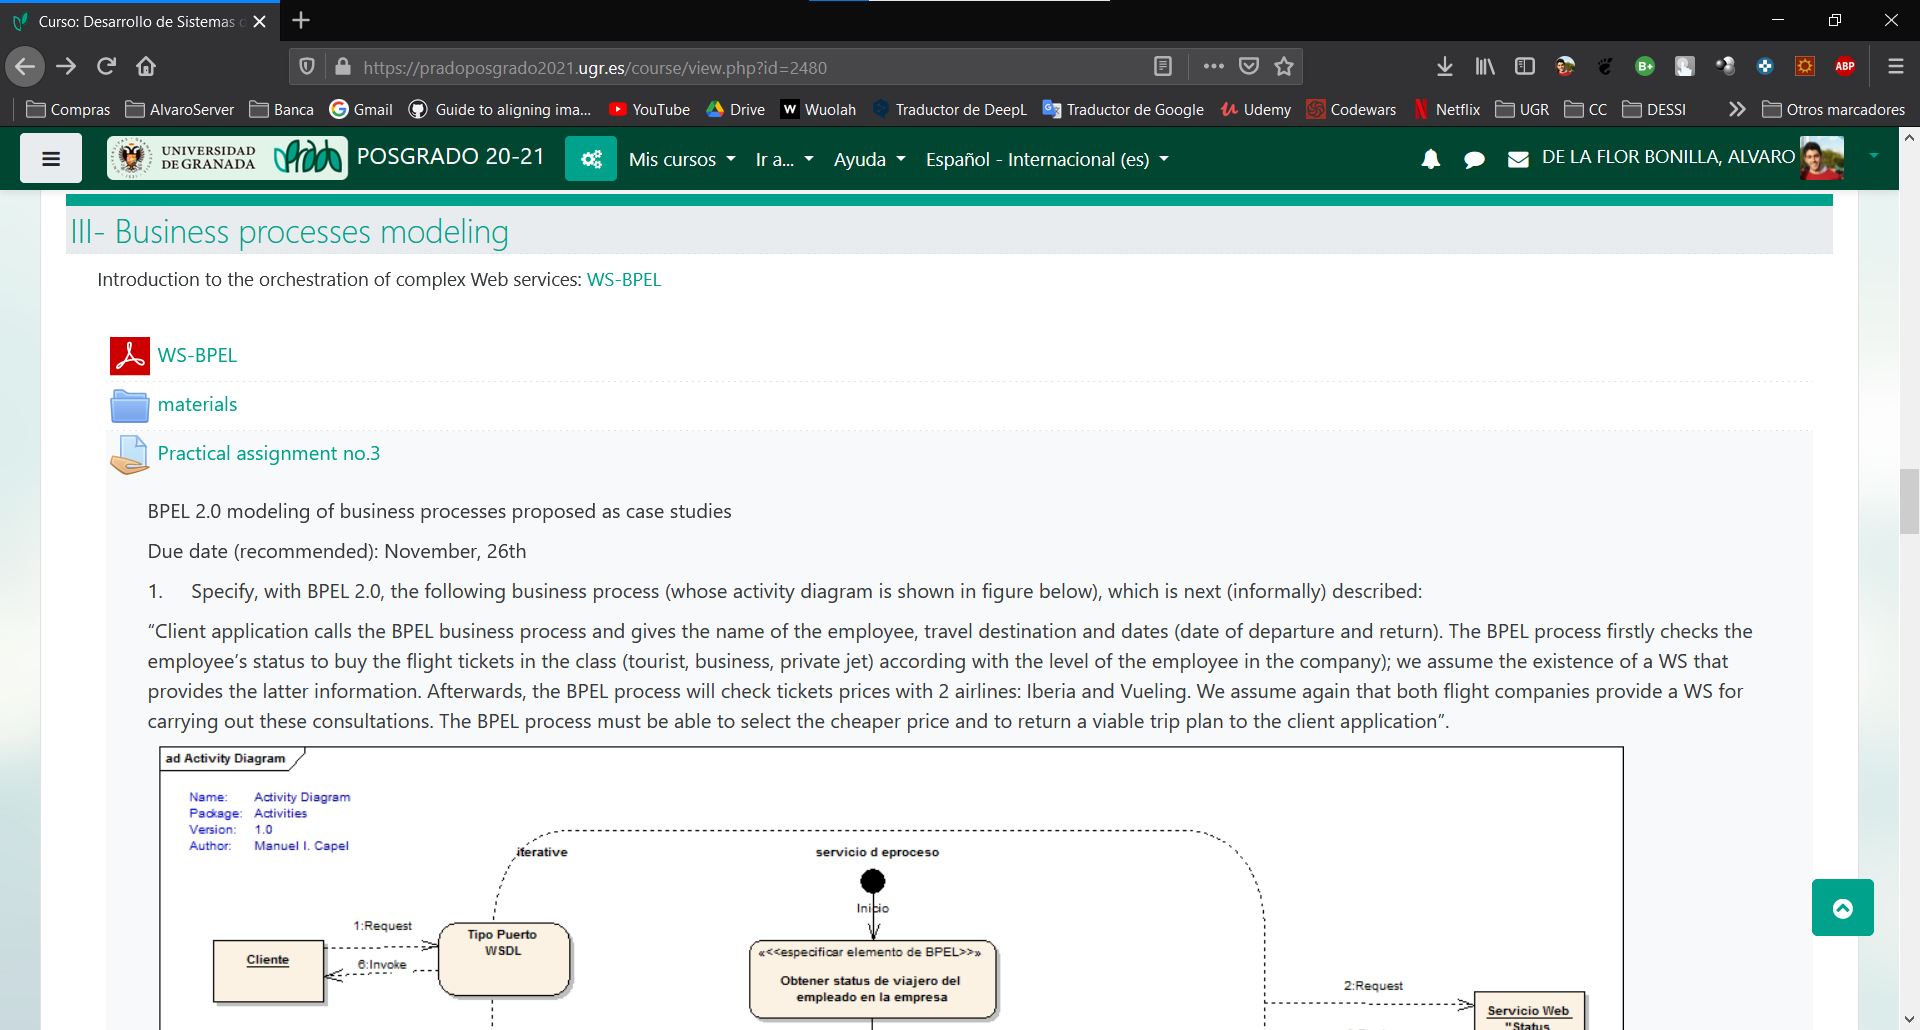 Curso: Desarrollo de Sistemas
https://pradoposgrado2021.ugr.es/course/view.php?id=2480
B+
ABP
Compras
AlvaroServer
Banca
Gmail
Guide to aligning ima...
YouTube
Drive
W Wuolah
Traductor de DeepL
Traductor de Google
Udemy
Codewars
Netflix
UGR
CC
DESSI
Otros marcadores
UNIVERSIDAD
DE GRANADA
Prado
POSGRADO 20-21
Mis cursos
Ir a...
Ayuda
Español - Internacional (es)
DE LA FLOR BONILLA, ALVARO
III- Business processes modeling
Introduction to the orchestration of complex Web services: WS-BPEL
WS-BPEL
materials
Practical assignment no.3
BPEL 2.0 modeling of business processes proposed as case studies
Due date (recommended): November, 26th
1. Specify, with BPEL 2.0, the following business process (whose activity diagram is shown in figure below), which is next (informally) described:
“Client application calls the BPEL business process and gives the name of the employee, travel destination and dates (date of departure and return). The BPEL process firstly checks the
employee’s status to buy the flight tickets in the class (tourist, business, private jet) according with the level of the employee in the company); we assume the existence of a WS that
provides the latter information. Afterwards, the BPEL process will check tickets prices with 2 airlines: Iberia and Vueling. We assume again that both flight companies provide a WS for
carrying out these consultations. The BPEL process must be able to select the cheaper price and to return a viable trip plan to the client application”.
ad Activity Diagram
Name: Activity Diagram
Package: Activities
Version: 1.0
Author: Manuel I. Capel
iterative
servicio d eproceso
Inicio
1:Request
Tipo Puerto
WSDL
Cliente
6:Invoke
«<<especificar elemento de BPEL>>»
Obtener status de viajero del
empleado en la empresa
2:Request
Servicio Web
"Status